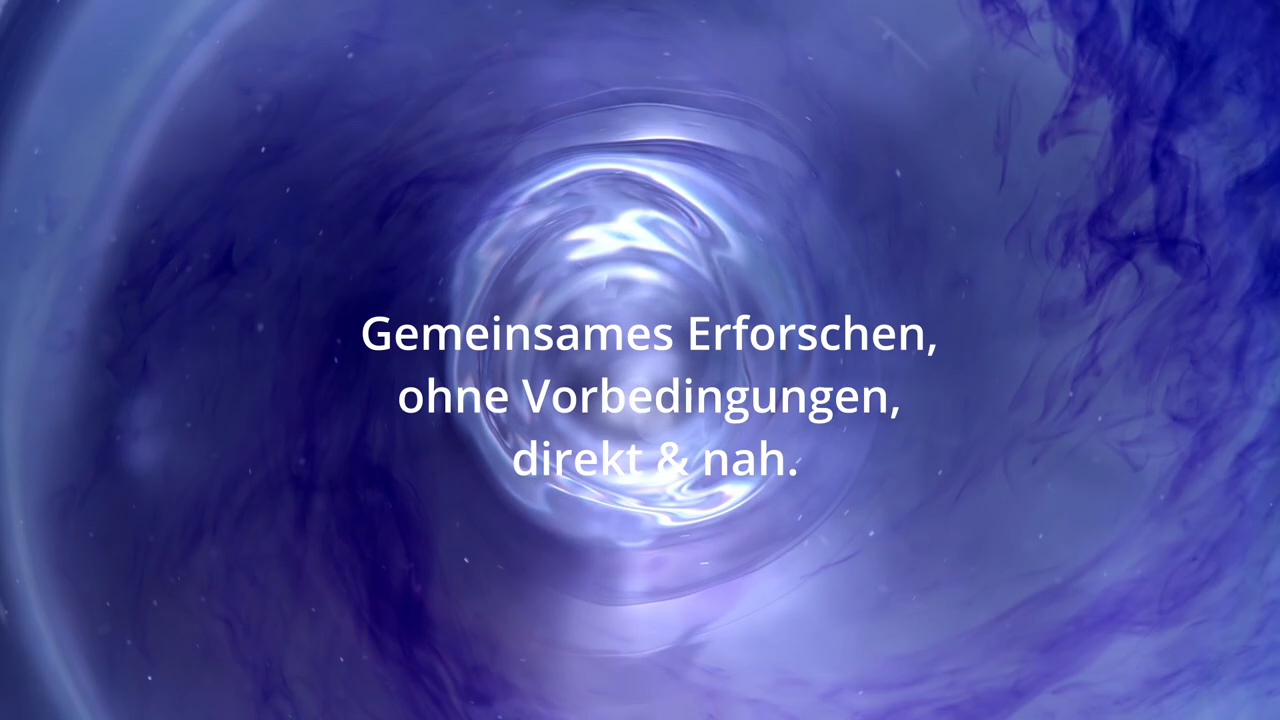 Gemeinsames Erforschen,
ohne Vorbedingungen,
direkt & nah.